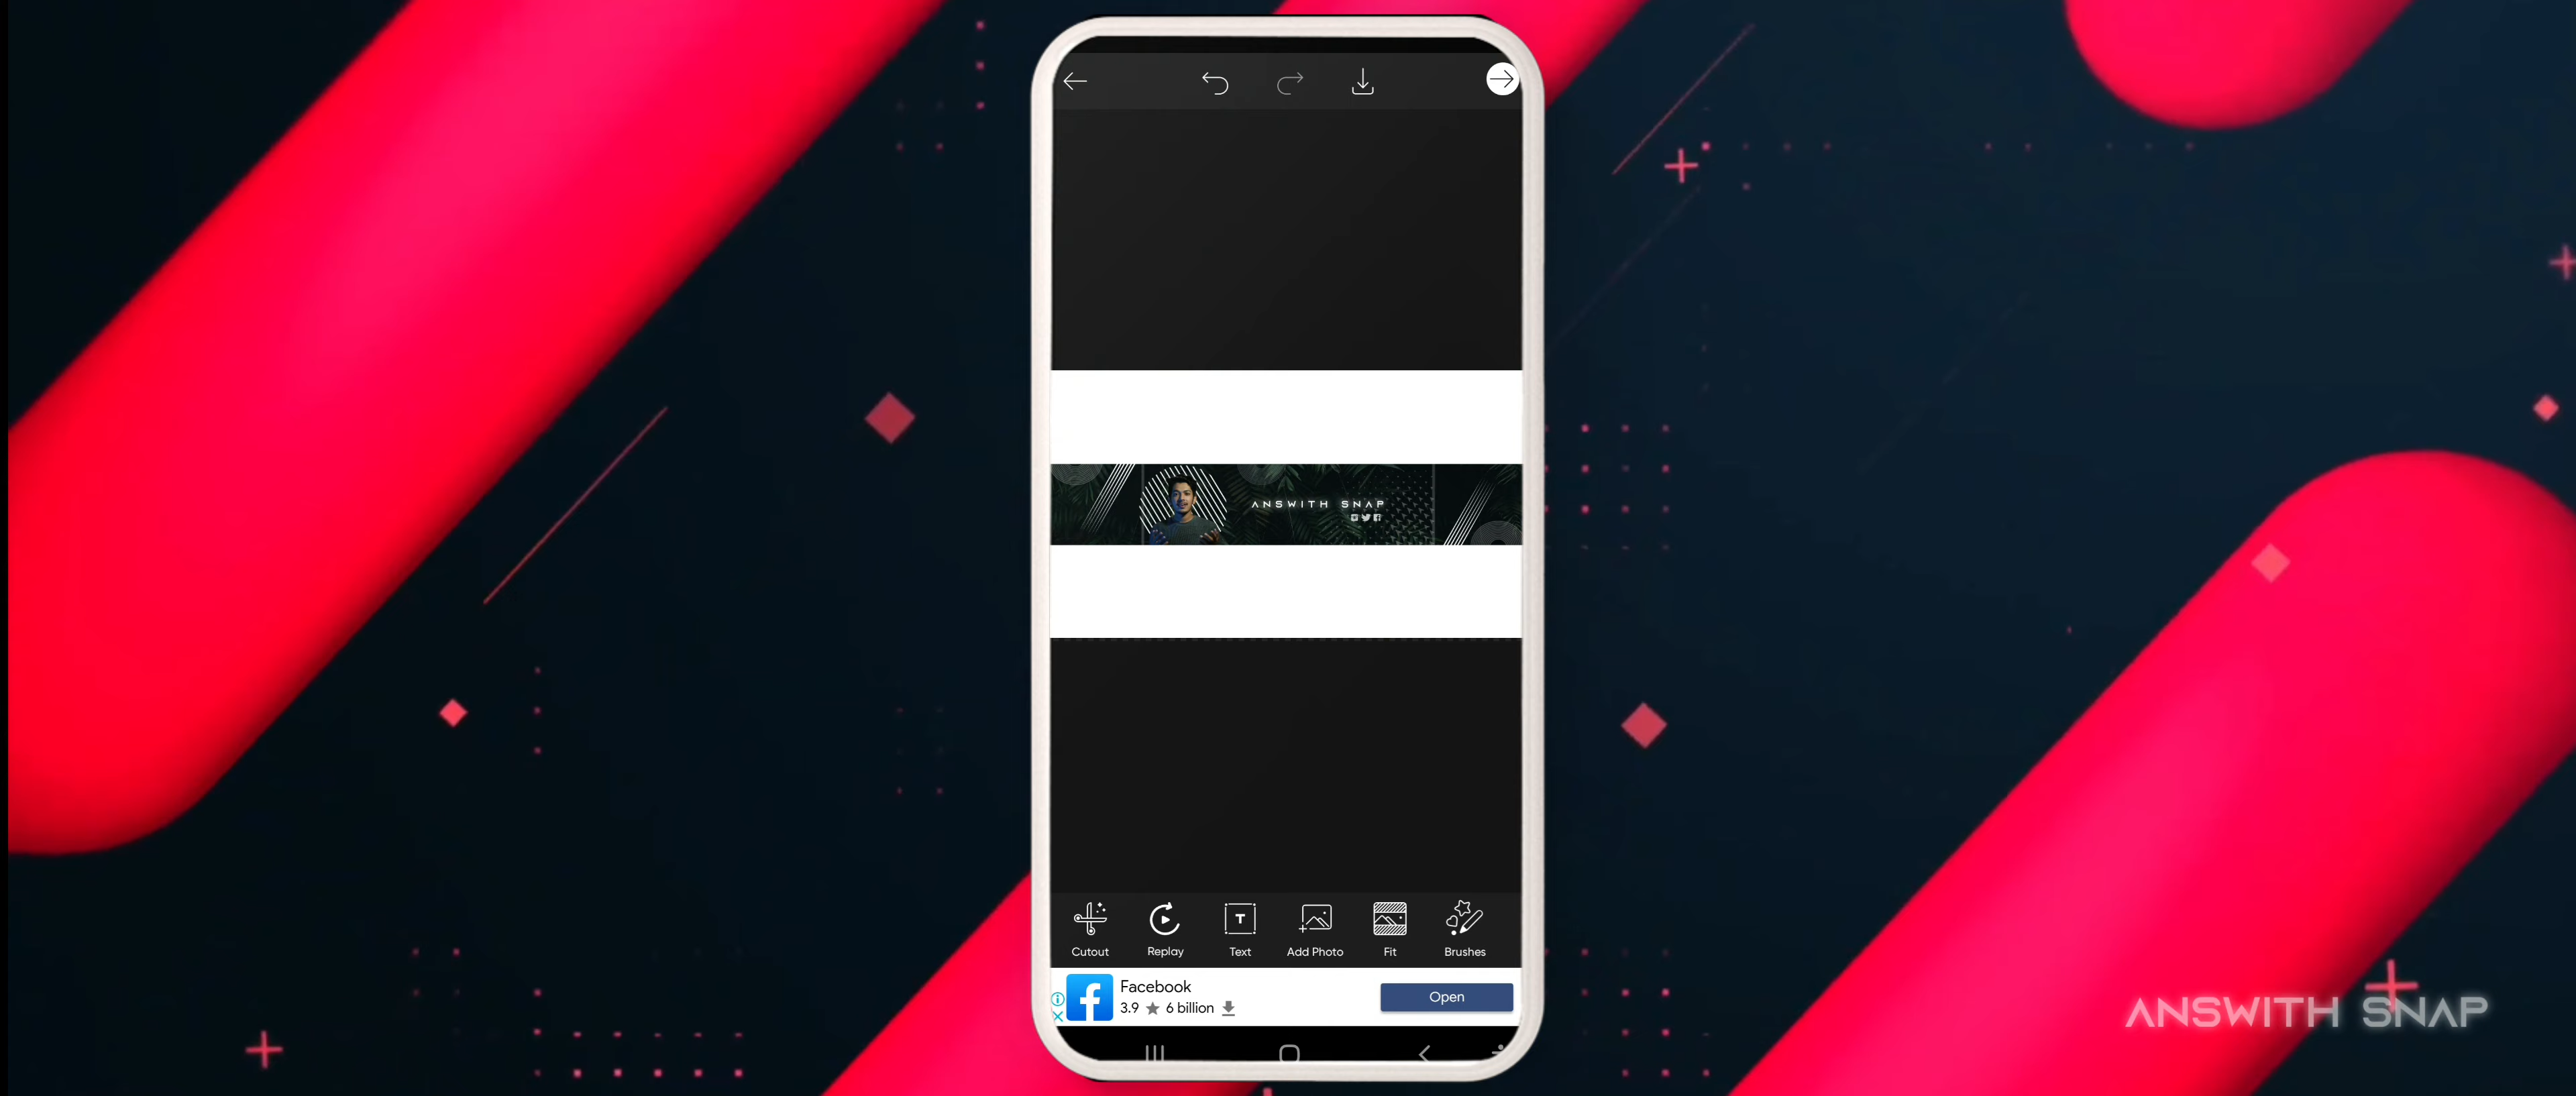 ANSWITH SNAP
Cutout
Replay
Text
Add Photo
Fit
Brushes
Facebook
3.9 ★ 6 billion
Open
ANSWITH SNAP